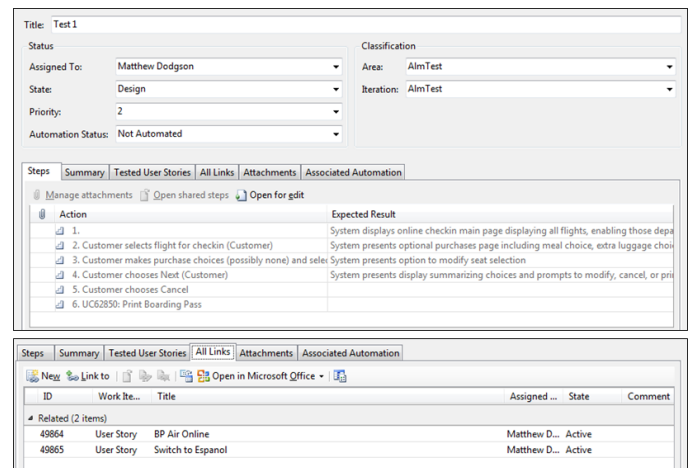 Title: Test 1
Status
Classification
Assigned To: Matthew Dodgson
Area: AlmTest
State: Design
Iteration: AlmTest
Priority: 2
Automation Status: Not Automated
Steps Summary Tested User Stories All Links Attachments Associated Automation
Manage attachments Open shared steps Open for edit
Action Expected Result
1. System displays online checkin main page displaying all flights, enabling those depa
2. Customer selects flight for checkin (Customer) System presents optional purchases page including meal choice, extra luggage choi
3. Customer makes purchase choices (possibly none) and selec System presents option to modify seat selection
4. Customer chooses Next (Customer) System presents display summarizing choices and prompts to modify, cancel, or prin
5. Customer chooses Cancel
6. UC62850: Print Boarding Pass
Steps Summary Tested User Stories All Links Attachments Associated Automation
New Link to Open in Microsoft Office
ID Work Ite... Title Assigned ... State Comment
Related (2 items)
49864 User Story BP Air Online Matthew D... Active
49865 User Story Switch to Espanol Matthew D... Active